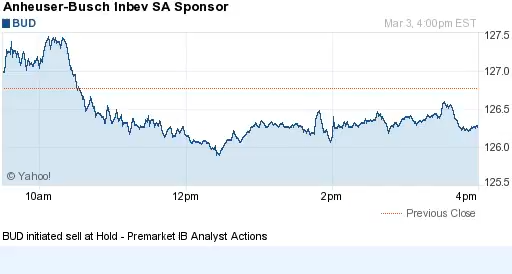 Anheuser-Busch Inbev SA Sponsor
BUD
Mar 3, 4:00pm EST
127.5
127.0
126.5
126.0
125.5
© Yahoo!
10am
12pm
2pm
4pm
Previous Close
BUD initiated sell at Hold - Premarket IB Analyst Actions